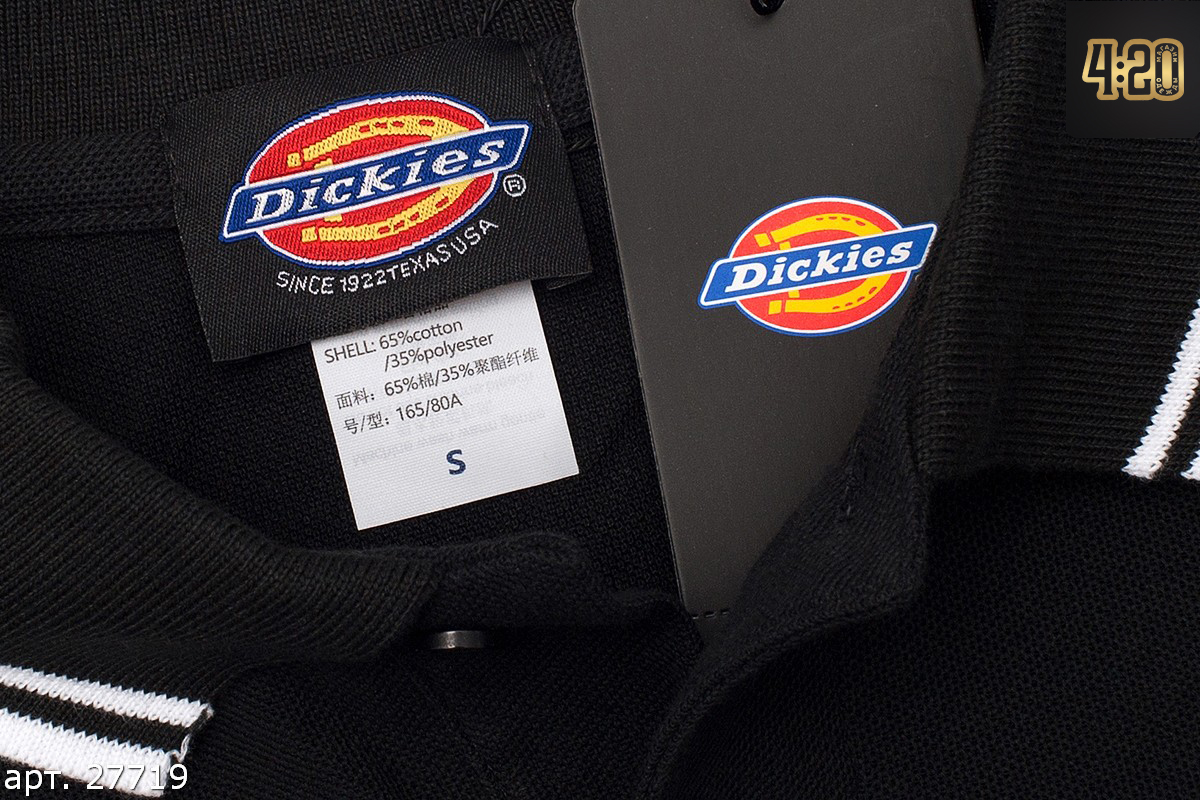 4:20
Dickies
®
SINCE 1922 TEXAS USA
Dickies
SHELL: 65%cotton
/35%polyester
面料：65%棉/35%聚酯纤维
号/型：165/80A
S
арт. 27719